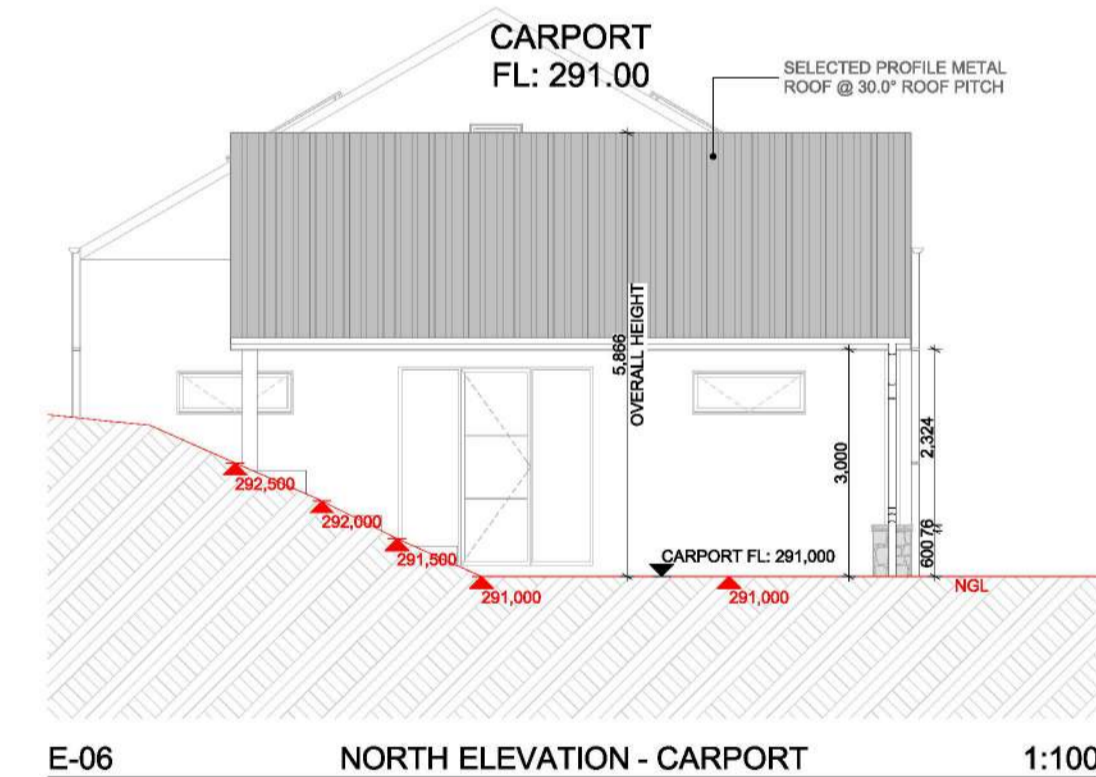 CARPORT
FL: 291.00
SELECTED PROFILE METAL
ROOF @ 30.0° ROOF PITCH
5,866
OVERALL HEIGHT
3,000
2,324
76
600
292,500
292,000
291,500
291,000
CARPORT FL: 291,000
291,000
NGL
E-06
NORTH ELEVATION - CARPORT
1:100